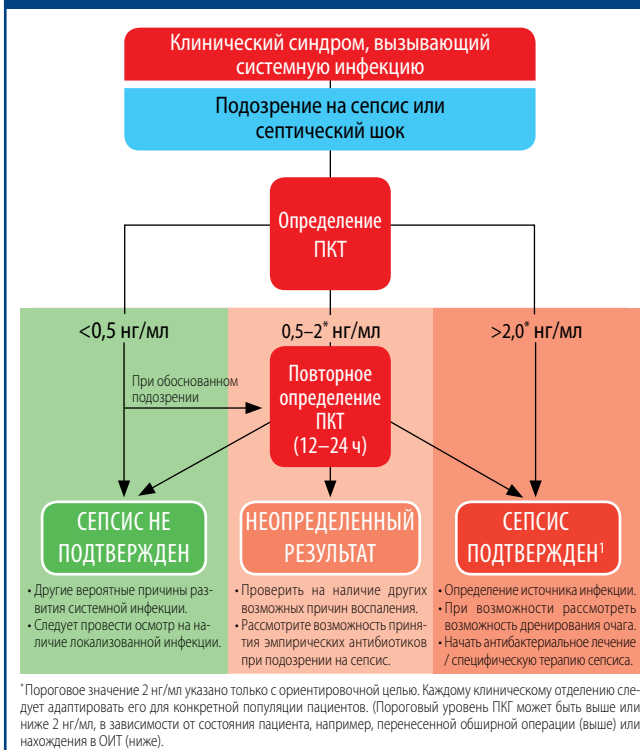 Клинический синдром, вызывающий
системную инфекцию
Подозрение на сепсис или
септический шок
Определение
ПКТ
<0,5 нг/мл
0,5–2* нг/мл
>2,0* нг/мл
При обоснованном
подозрении
Повторное
определение
ПКТ
(12–24 ч)
СЕПСИС НЕ
ПОДТВЕРЖДЕН
НЕОПРЕДЕЛЕННЫЙ
РЕЗУЛЬТАТ
СЕПСИС
ПОДТВЕРЖДЕН¹
• Другие вероятные причины раз-
вития системной инфекции.
• Следует провести осмотр на на-
личие локализованной инфекции.
• Проверить на наличие других
возможных причин воспаления.
• Рассмотрите возможность приня-
тия эмпирических антибиотиков
при подозрении на сепсис.
• Определение источника инфекции.
• При возможности рассмотреть
возможность дренирования очага.
• Начать антибактериальное лечение
/ специфическую терапию сепсиса.
*Пороговое значение 2 нг/мл указано только с ориентировочной целью. Каждому клиническому отделению сле-
дует адаптировать его для конкретной популяции пациентов. (Пороговый уровень ПКГ может быть выше или
ниже 2 нг/мл, в зависимости от состояния пациента, например, перенесенной обширной операции (выше) или
нахождения в ОИТ (ниже).